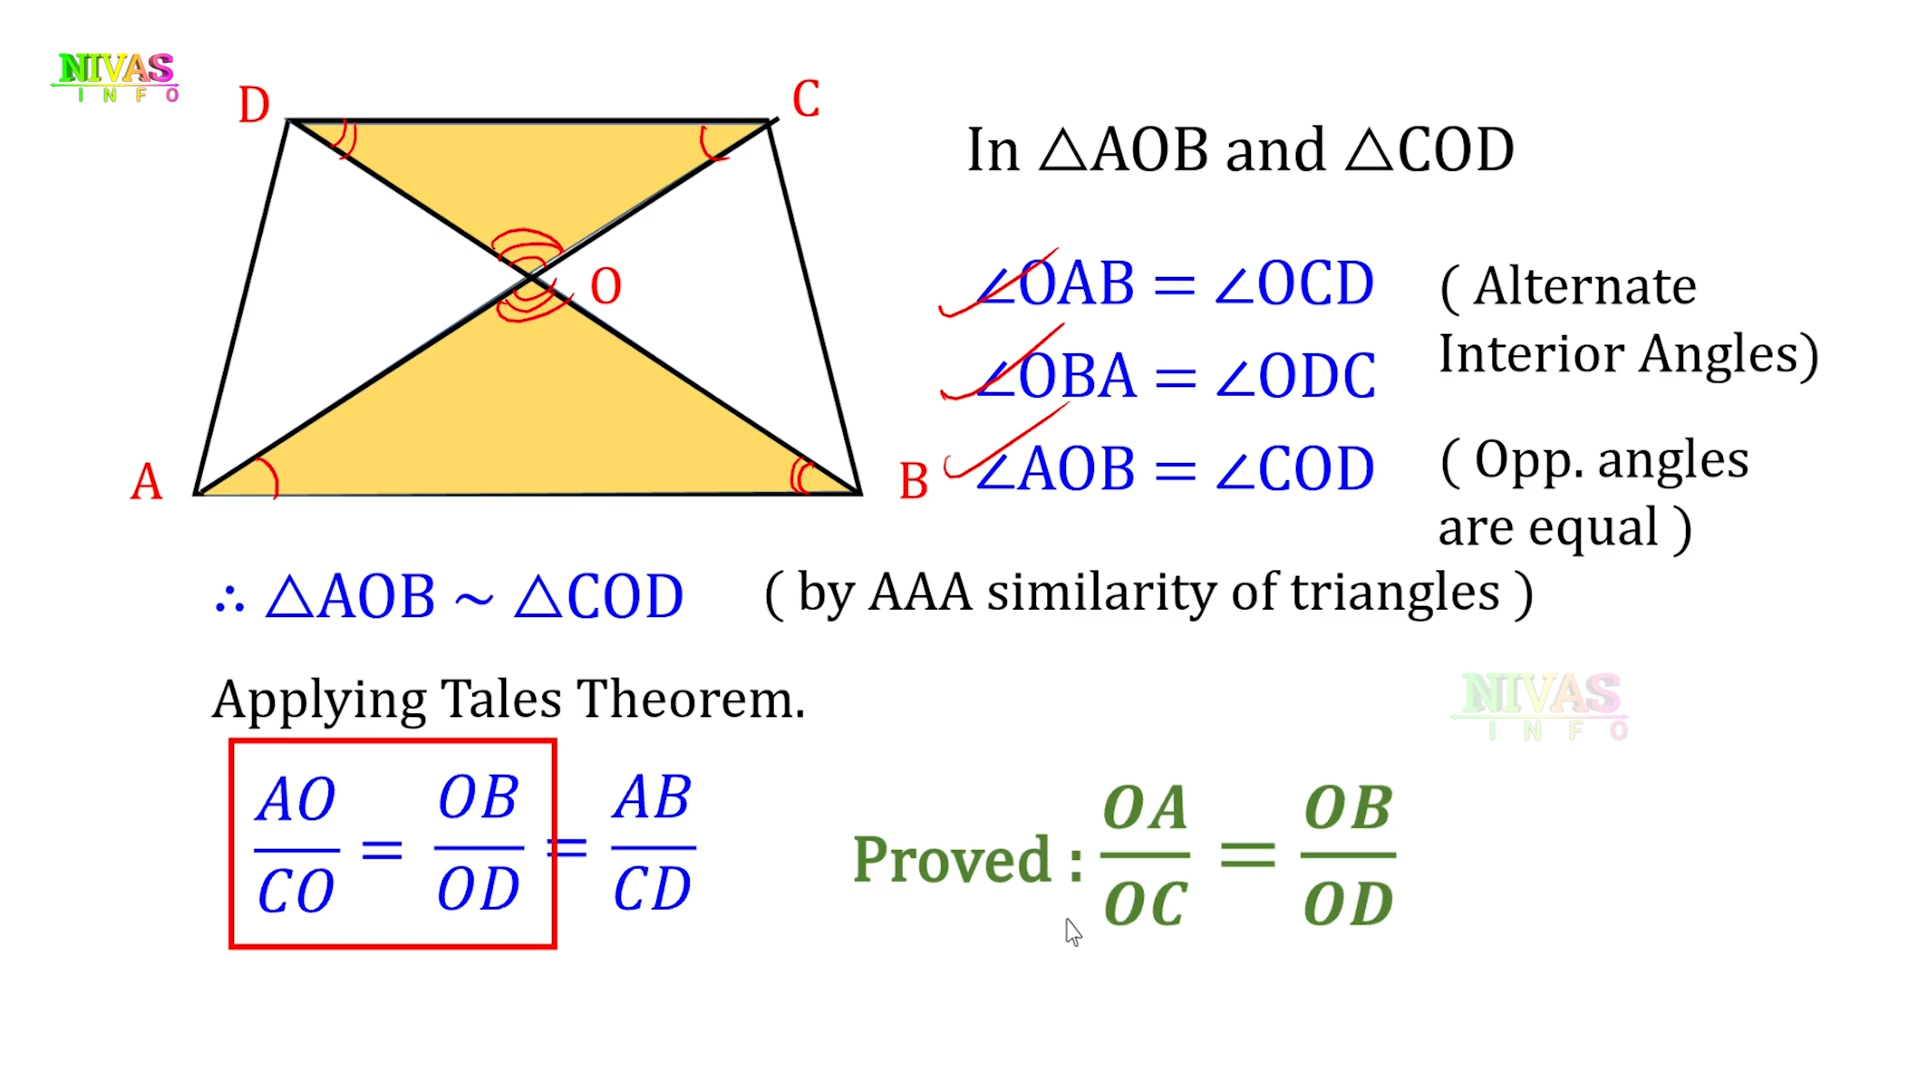 NIVAS
INFO
D
C
O
A
B
In △AOB and △COD
∠OAB = ∠OCD
( Alternate
Interior Angles)
∠OBA = ∠ODC
∠AOB = ∠COD
( Opp. angles
are equal )
∴ △AOB ~ △COD ( by AAA similarity of triangles )
Applying Tales Theorem.
NIVAS
INFO
AO/CO = OB/OD = AB/CD
Proved : OA/OC = OB/OD